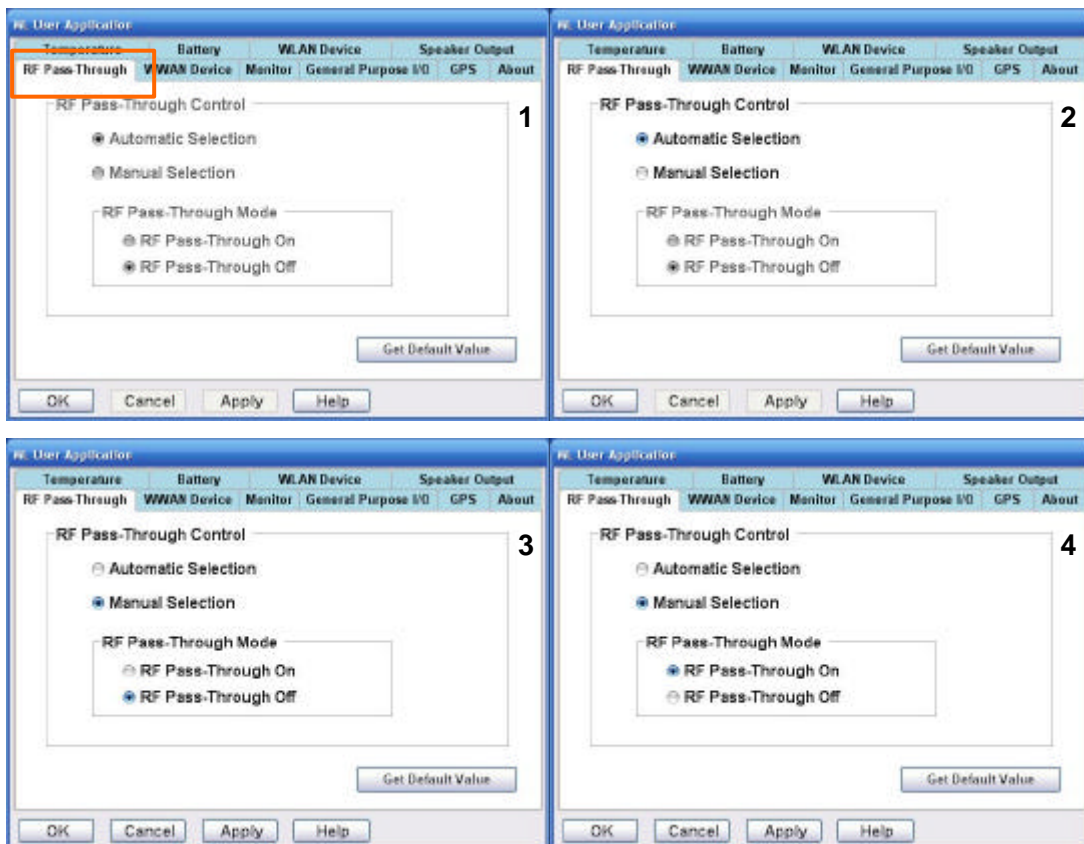 NL User Application
Temperature Battery WLAN Device Speaker Output
RF Pass-Through WWAN Device Monitor General Purpose I/O GPS About
RF Pass-Through Control
1
Automatic Selection
Manual Selection
RF Pass-Through Mode
RF Pass-Through On
RF Pass-Through Off
Get Default Value
OK Cancel Apply Help
NL User Application
Temperature Battery WLAN Device Speaker Output
RF Pass-Through WWAN Device Monitor General Purpose I/O GPS About
RF Pass-Through Control
2
Automatic Selection
Manual Selection
RF Pass-Through Mode
RF Pass-Through On
RF Pass-Through Off
Get Default Value
OK Cancel Apply Help
NL User Application
Temperature Battery WLAN Device Speaker Output
RF Pass-Through WWAN Device Monitor General Purpose I/O GPS About
RF Pass-Through Control
3
Automatic Selection
Manual Selection
RF Pass-Through Mode
RF Pass-Through On
RF Pass-Through Off
Get Default Value
OK Cancel Apply Help
NL User Application
Temperature Battery WLAN Device Speaker Output
RF Pass-Through WWAN Device Monitor General Purpose I/O GPS About
RF Pass-Through Control
4
Automatic Selection
Manual Selection
RF Pass-Through Mode
RF Pass-Through On
RF Pass-Through Off
Get Default Value
OK Cancel Apply Help